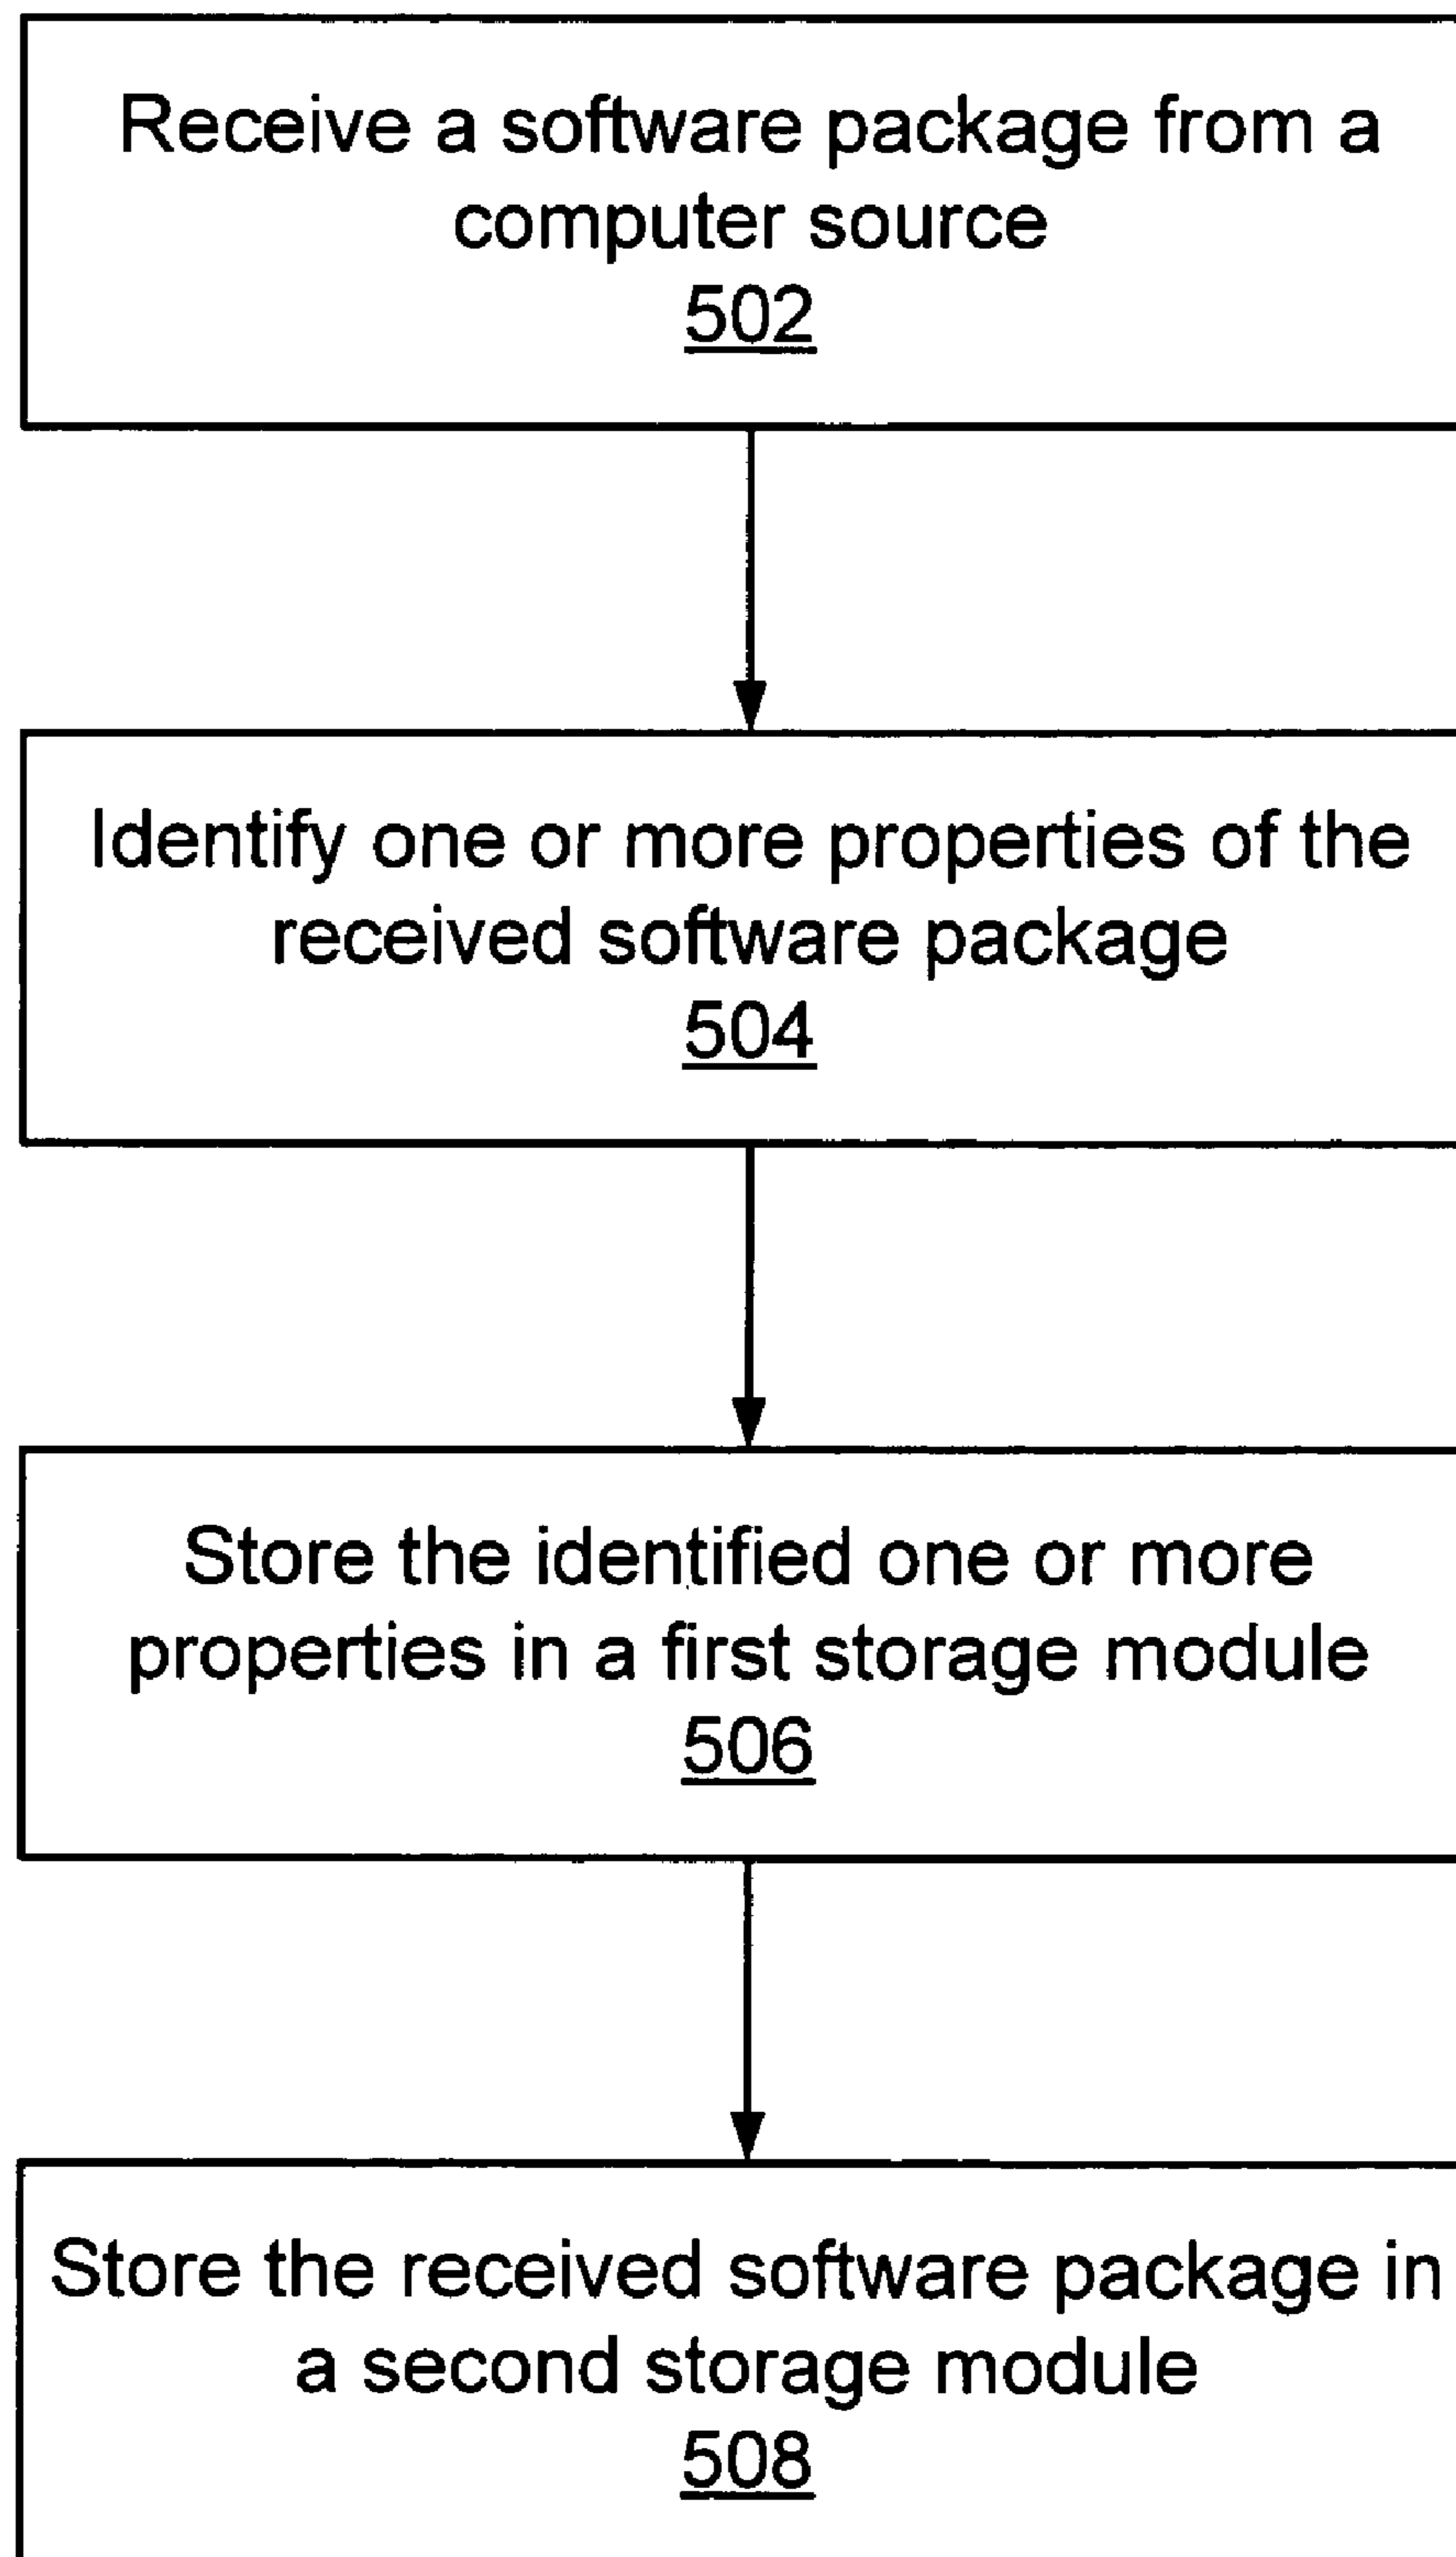 Receive a software package from a
computer source
502
Identify one or more properties of the
received software package
504
Store the identified one or more
properties in a first storage module
506
Store the received software package in
a second storage module
508